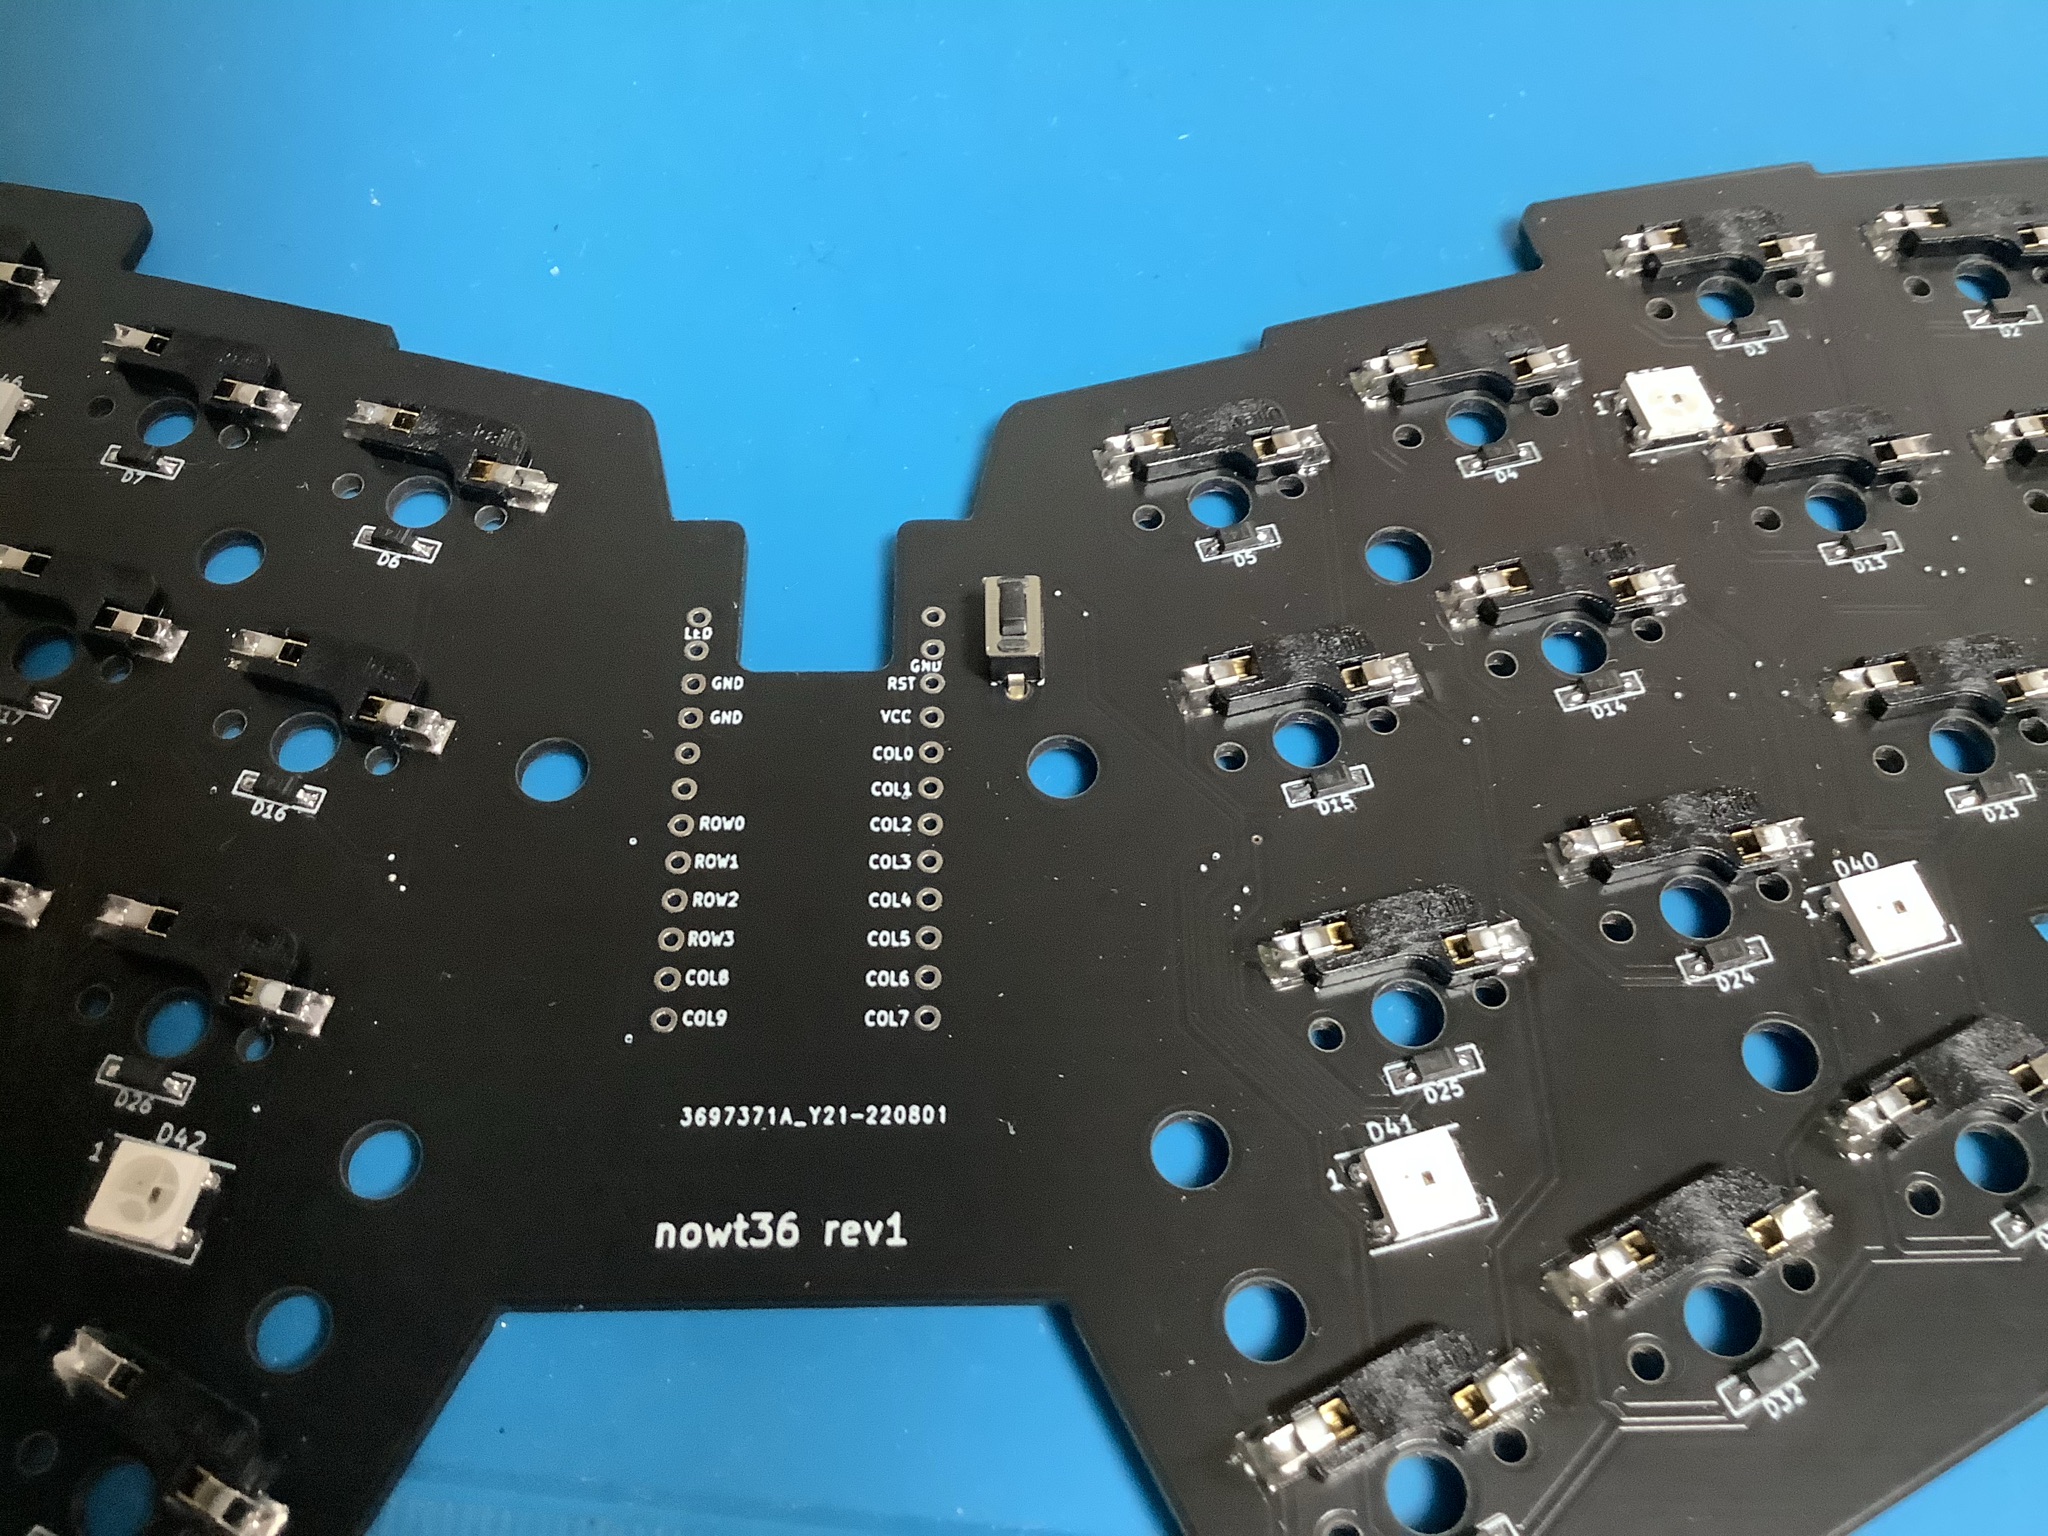 D3
D2
1
D7
D4
D5
D6
D13
LED
GND
GND
RST
GND
VCC
COL0
COL1
ROW0
COL2
ROW1
COL3
ROW2
COL4
ROW3
COL5
COL8
COL6
COL9
COL7
D14
17
D16
D15
D23
D40
1
D24
D25
D26
3697371A_Y21-220801
D42
1
D41
1
nowt36 rev1
D32